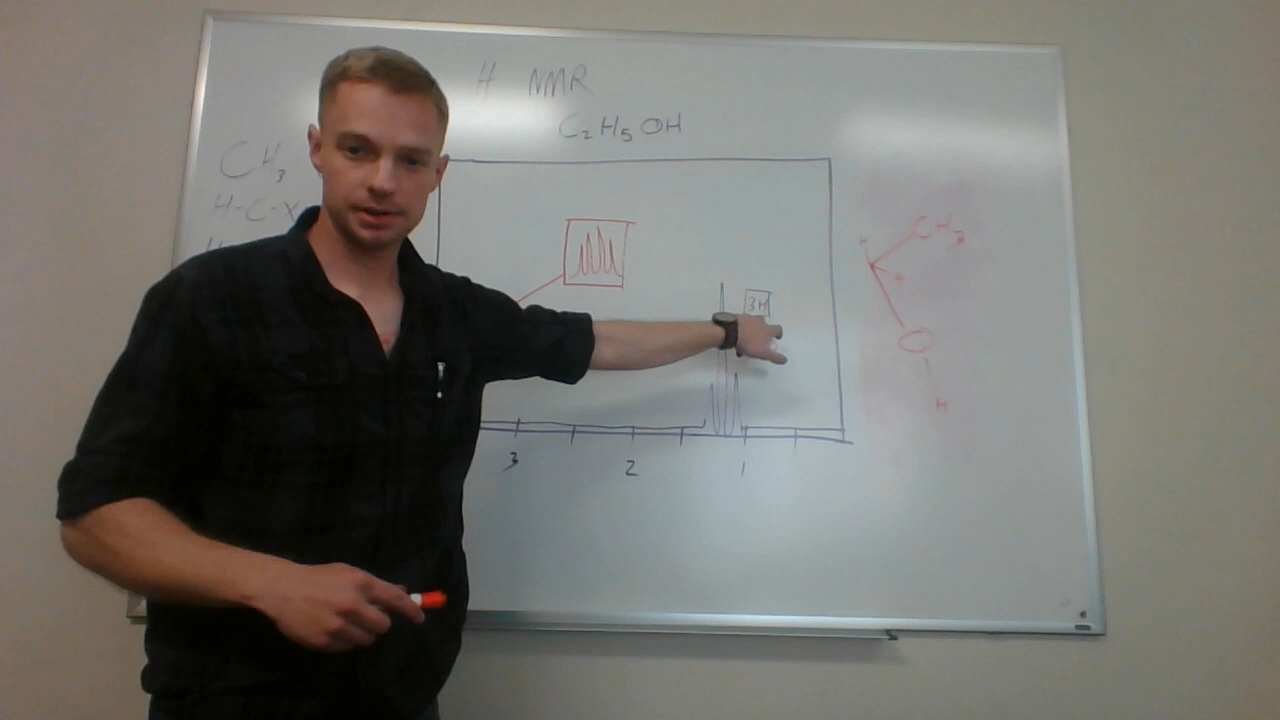 H NMR
C₂H₅OH
CH₃
H-C-X
3H
CH₃
H
O
H
3 2 1